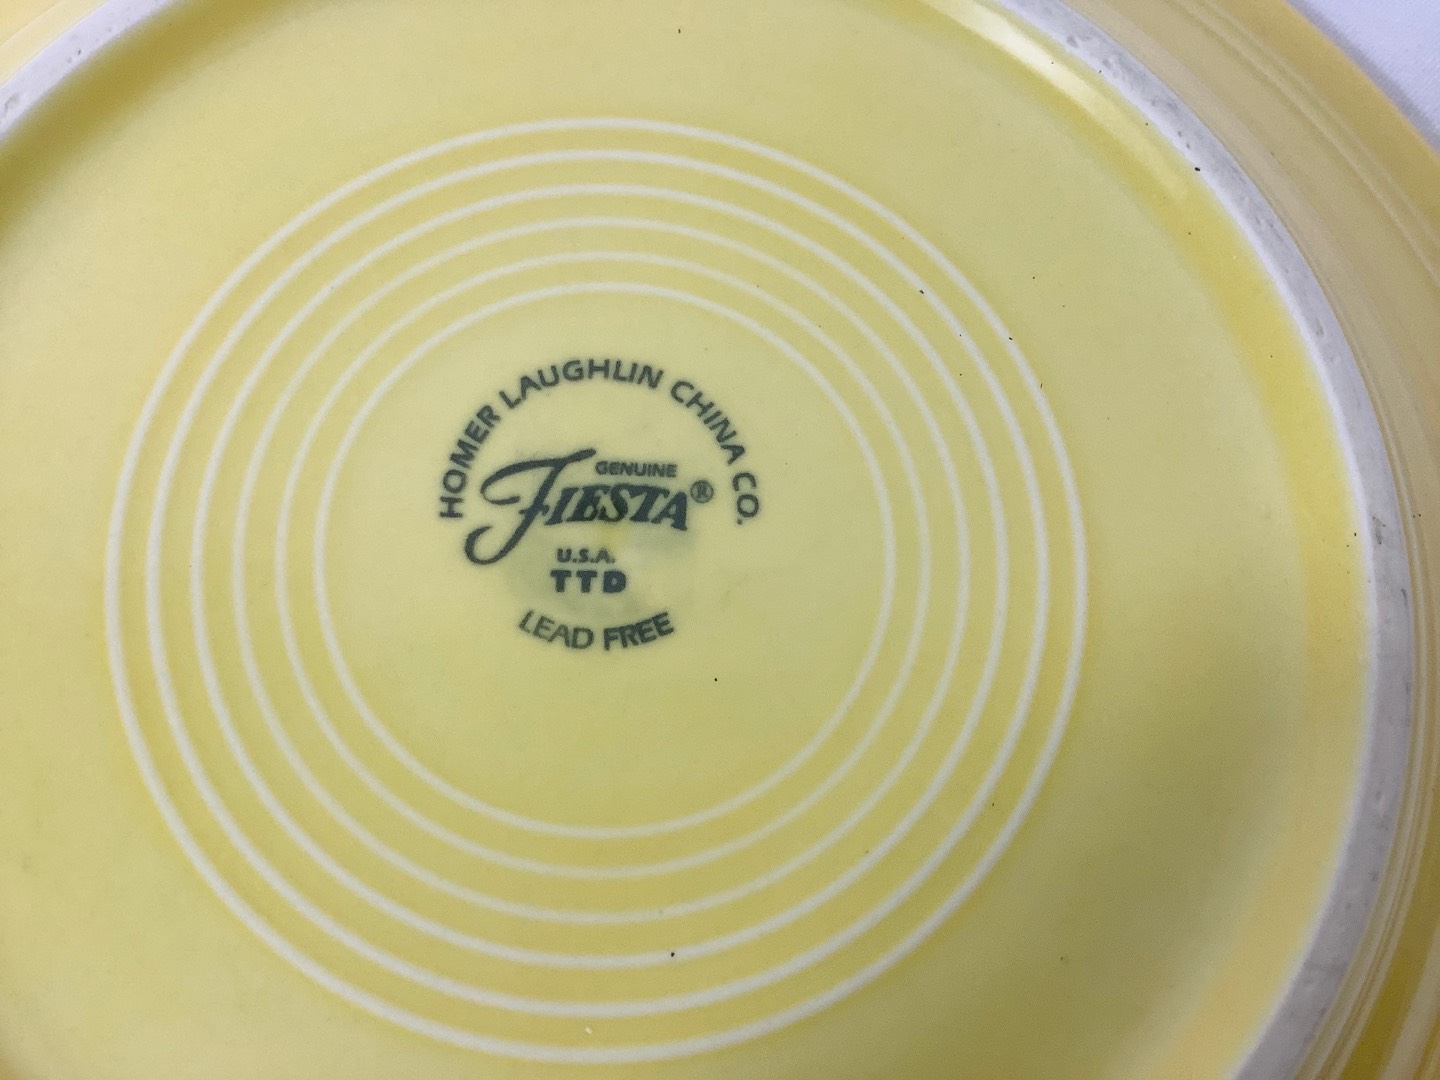 HOMER LAUGHLIN CHINA CO.
GENUINE
FIESTA®
U.S.A.
TTD
LEAD FREE